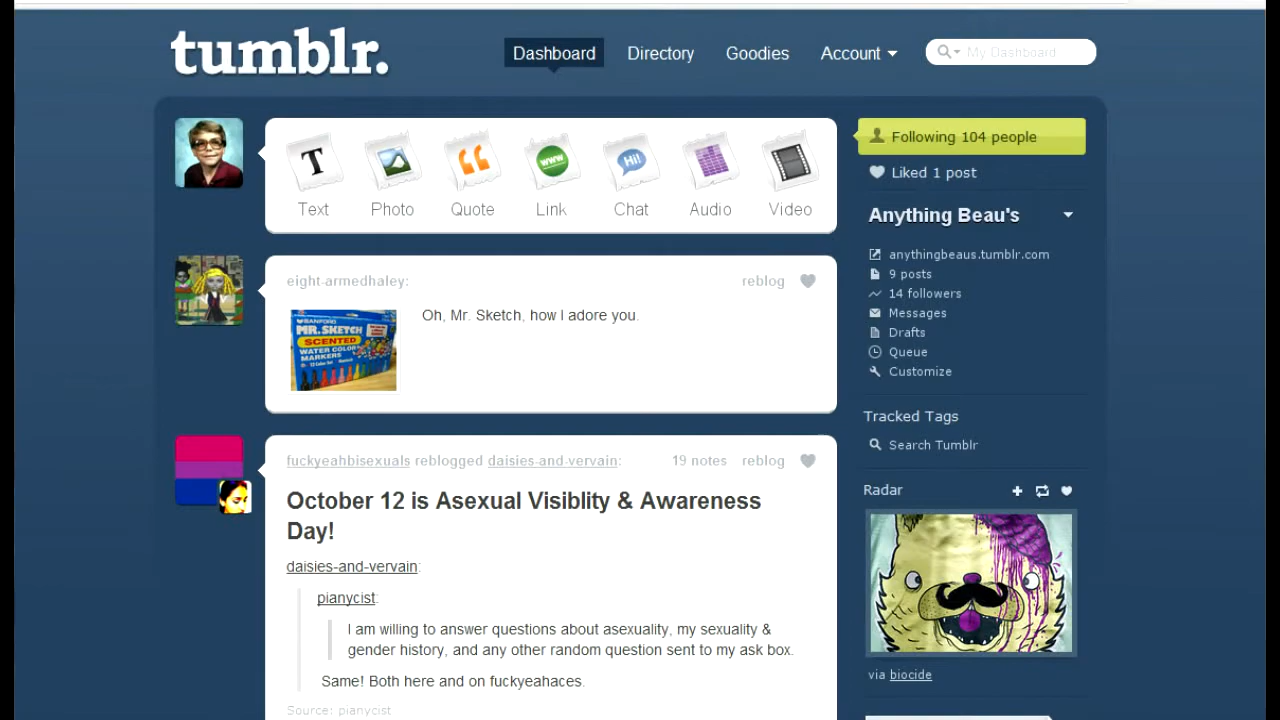 tumblr.
Dashboard
Directory
Goodies
Account
My Dashboard
Text
Photo
Quote
Link
Chat
Audio
Video
T
www
Hi!
Following 104 people
Liked 1 post
Anything Beau's
anythingbeaus.tumblr.com
9 posts
14 followers
Messages
Drafts
Queue
Customize
Tracked Tags
Search Tumblr
Radar
via biocide
eight-armedhaley:
reblog
Oh, Mr. Sketch, how I adore you.
SANFORD
MR. SKETCH
SCENTED
WATER COLOR
MARKERS
fuckyeahbisexuals reblogged daisies-and-vervain:
19 notes reblog
October 12 is Asexual Visiblity & Awareness
Day!
daisies-and-vervain:
pianycist:
I am willing to answer questions about asexuality, my sexuality &
gender history, and any other random question sent to my ask box.
Same! Both here and on fuckyeahaces.
Source: pianycist